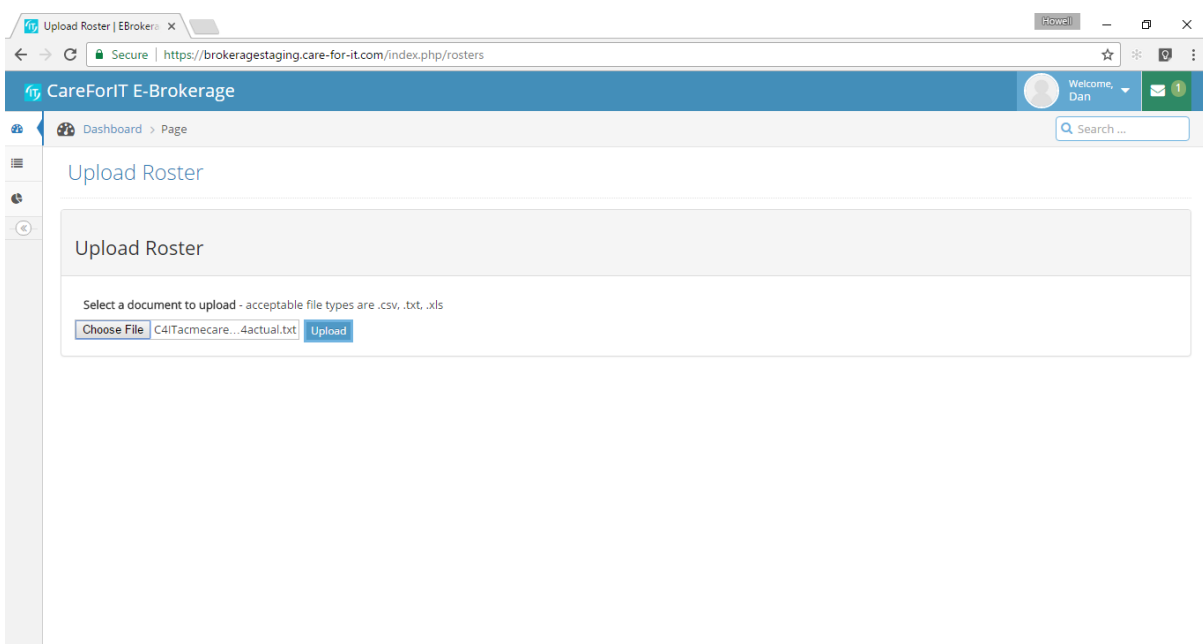 Upload Roster | EBrokera
Howell
Secure | https://brokeragestaging.care-for-it.com/index.php/rosters
CareForIT E-Brokerage
Welcome,
Dan
1
Dashboard > Page
Search ...
Upload Roster
Upload Roster
Select a document to upload - acceptable file types are .csv, .txt, .xls
Choose File C4ITacmecare...4actual.txt Upload